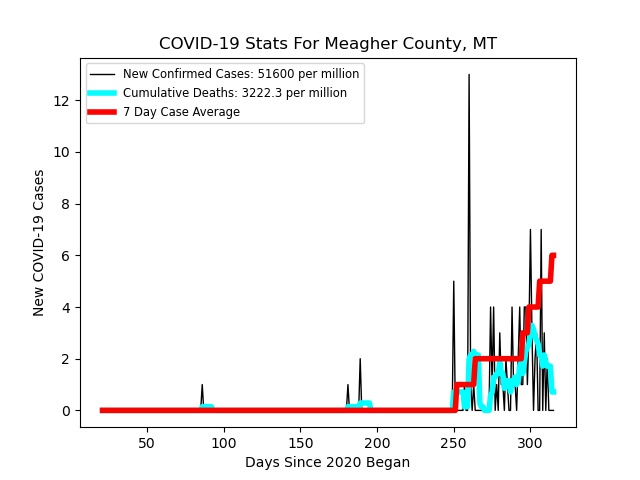 COVID-19 Stats For Meagher County, MT
New Confirmed Cases: 51600 per million
Cumulative Deaths: 3222.3 per million
7 Day Case Average
12
10
8
6
4
2
0
New COVID-19 Cases
50 100 150 200 250 300
Days Since 2020 Began